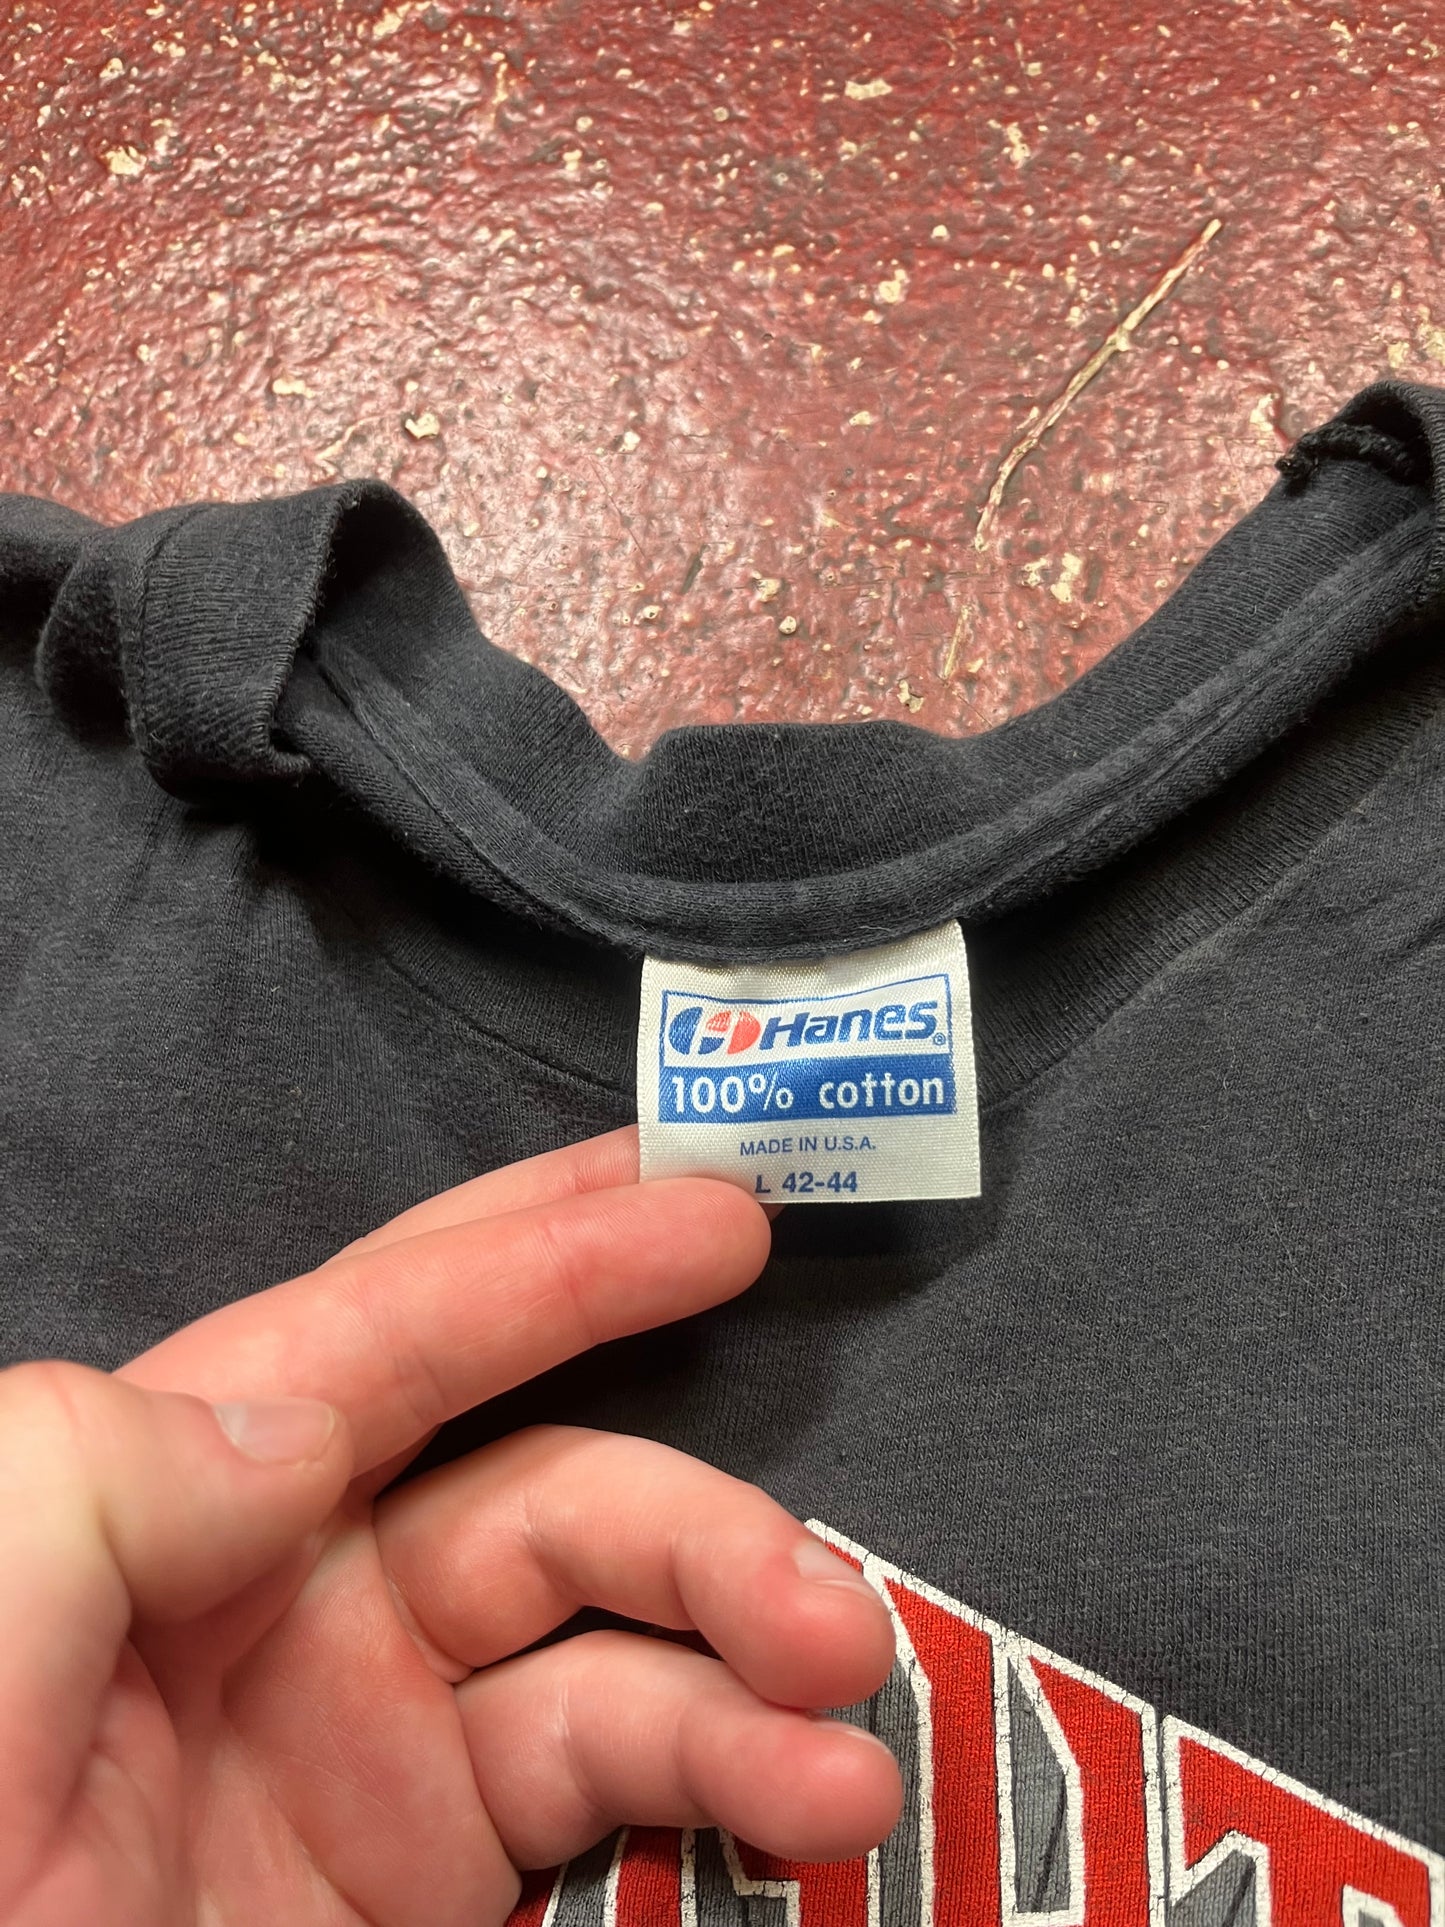 Hanes®
100% cotton
MADE IN U.S.A.
L 42-44